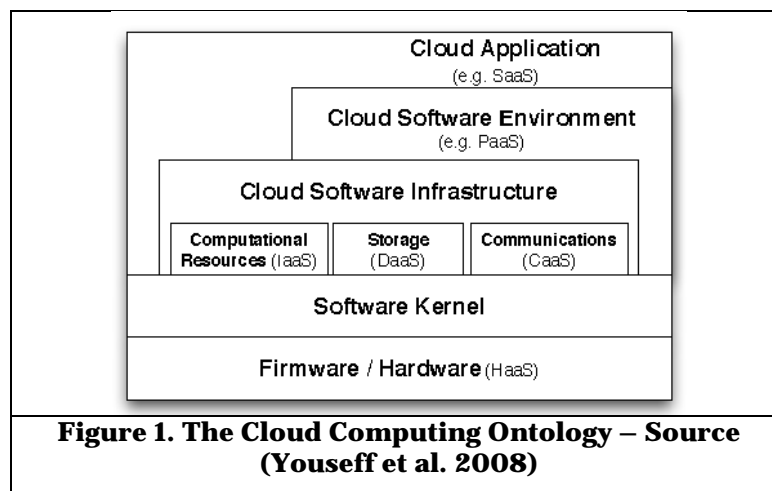 Cloud Application
(e.g. SaaS)
Cloud Software Environment
(e.g. PaaS)
Cloud Software Infrastructure
Computational
Resources (IaaS)
Storage
(DaaS)
Communications
(CaaS)
Software Kernel
Firmware / Hardware (HaaS)
Figure 1. The Cloud Computing Ontology – Source
(Youseff et al. 2008)